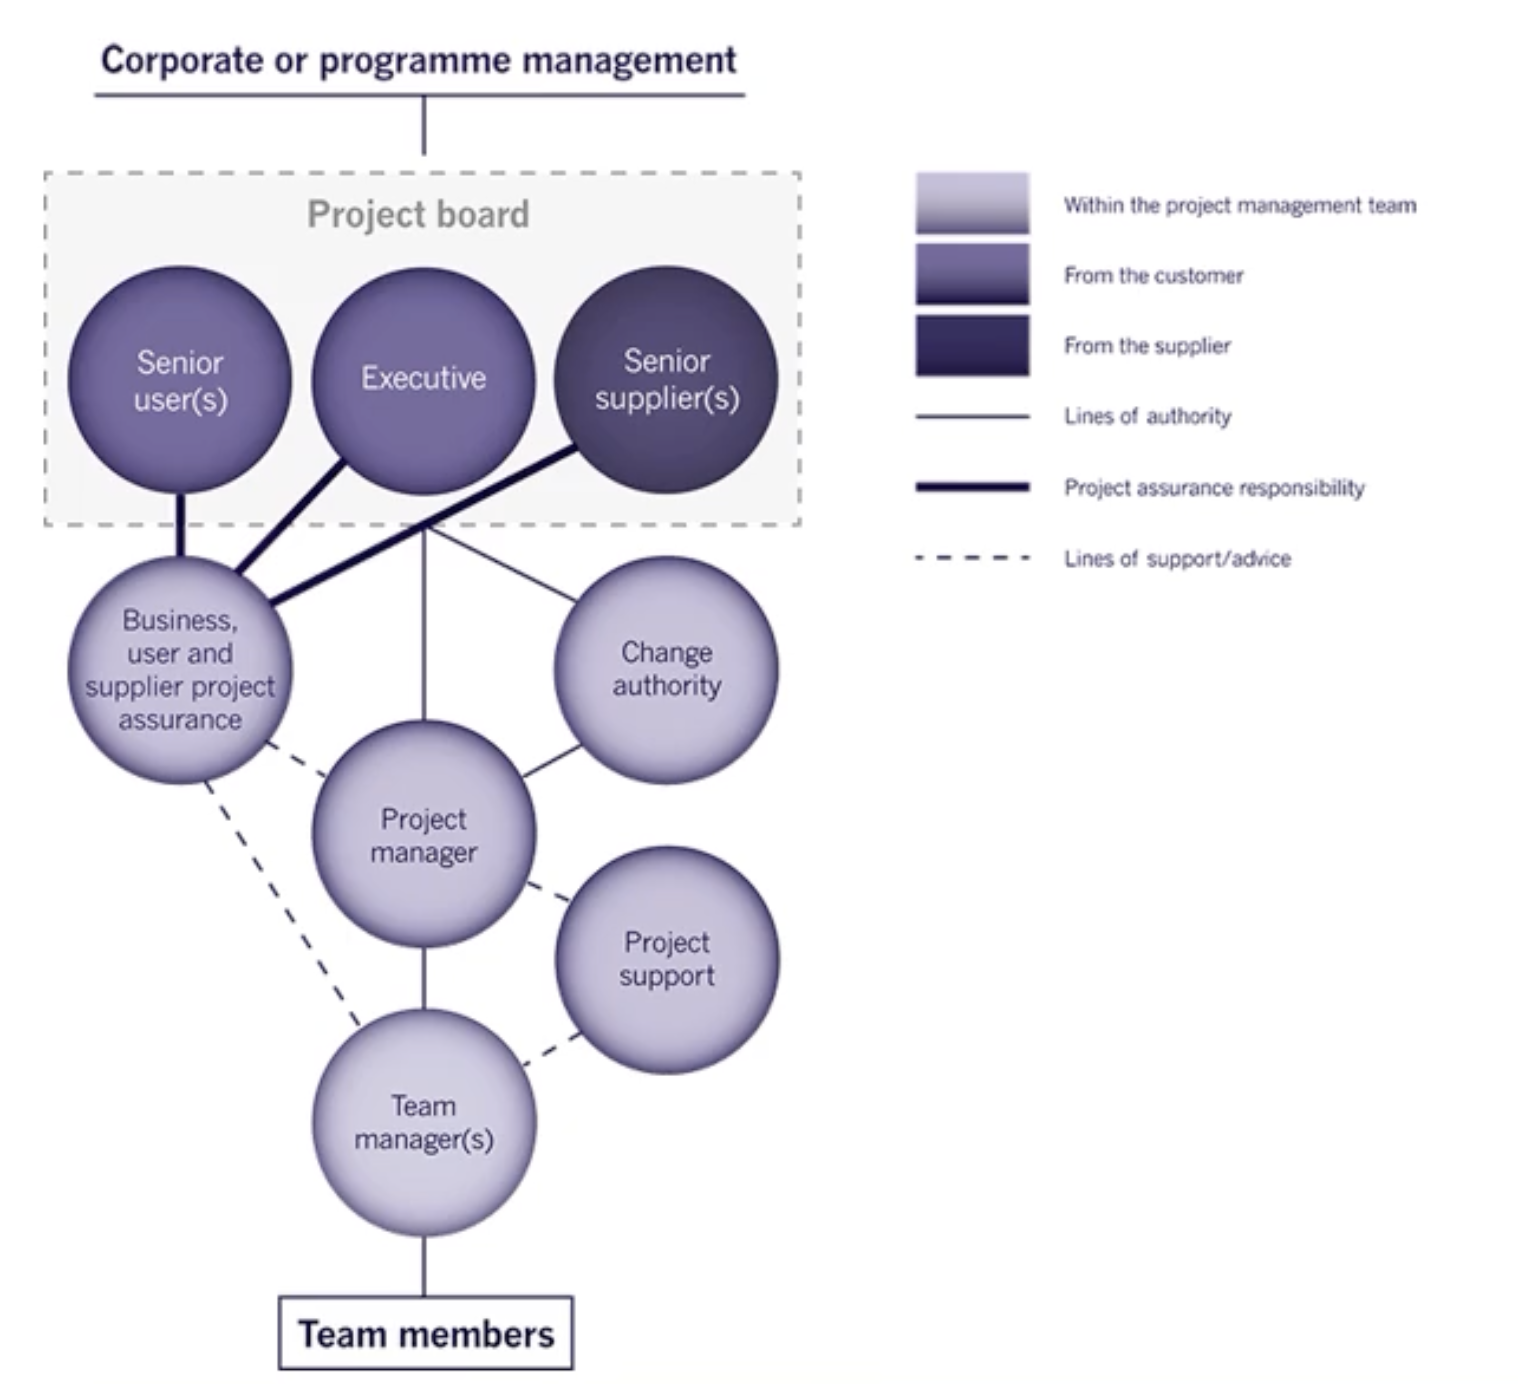 Corporate or programme management
Project board
Senior
user(s)
Executive
Senior
supplier(s)
Business,
user and
supplier project
assurance
Change
authority
Project
manager
Project
support
Team
manager(s)
Team members
Within the project management team
From the customer
From the supplier
Lines of authority
Project assurance responsibility
Lines of support/advice